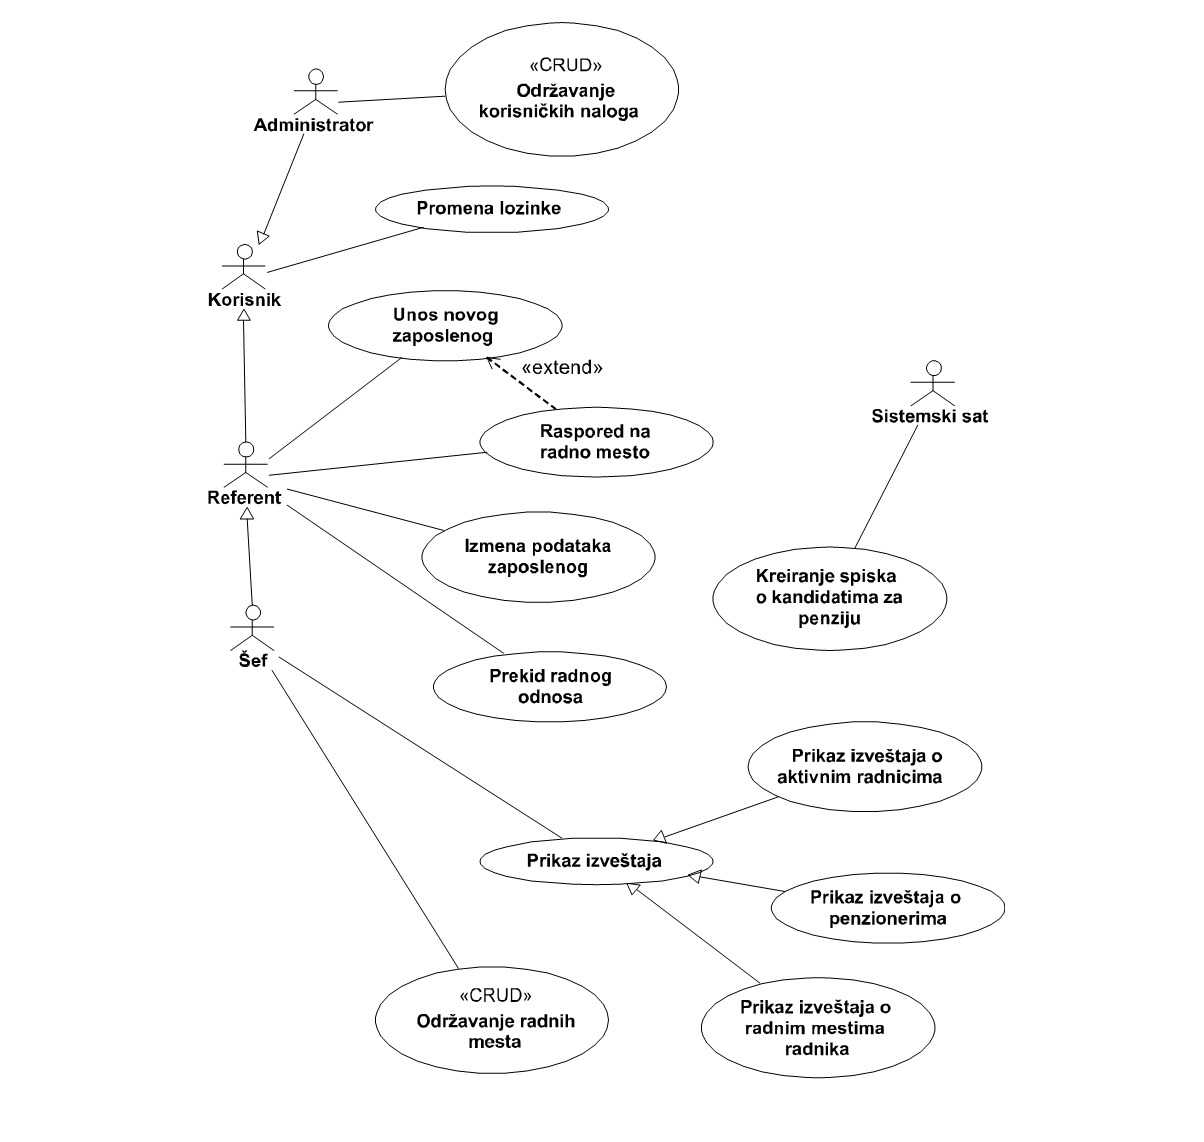 «CRUD»
Održavanje
korisničkih naloga
Administrator
Promena lozinke
Korisnik
Unos novog
zaposlenog
«extend»
Sistemski sat
Raspored na
radno mesto
Referent
Izmena podataka
zaposlenog
Kreiranje spiska
o kandidatima za
penziju
Šef
Prekid radnog
odnosa
Prikaz izveštaja o
aktivnim radnicima
Prikaz izveštaja
Prikaz izveštaja o
penzionerima
«CRUD»
Održavanje radnih
mesta
Prikaz izveštaja o
radnim mestima
radnika